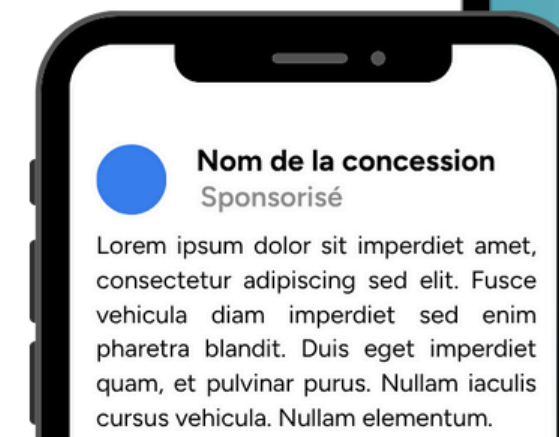 Nom de la concession
Sponsorisé
Lorem ipsum dolor sit imperdiet amet,
consectetur adipiscing sed elit. Fusce
vehicula diam imperdiet sed enim
pharetra blandit. Duis eget imperdiet
quam, et pulvinar purus. Nullam iaculis
cursus vehicula. Nullam elementum.